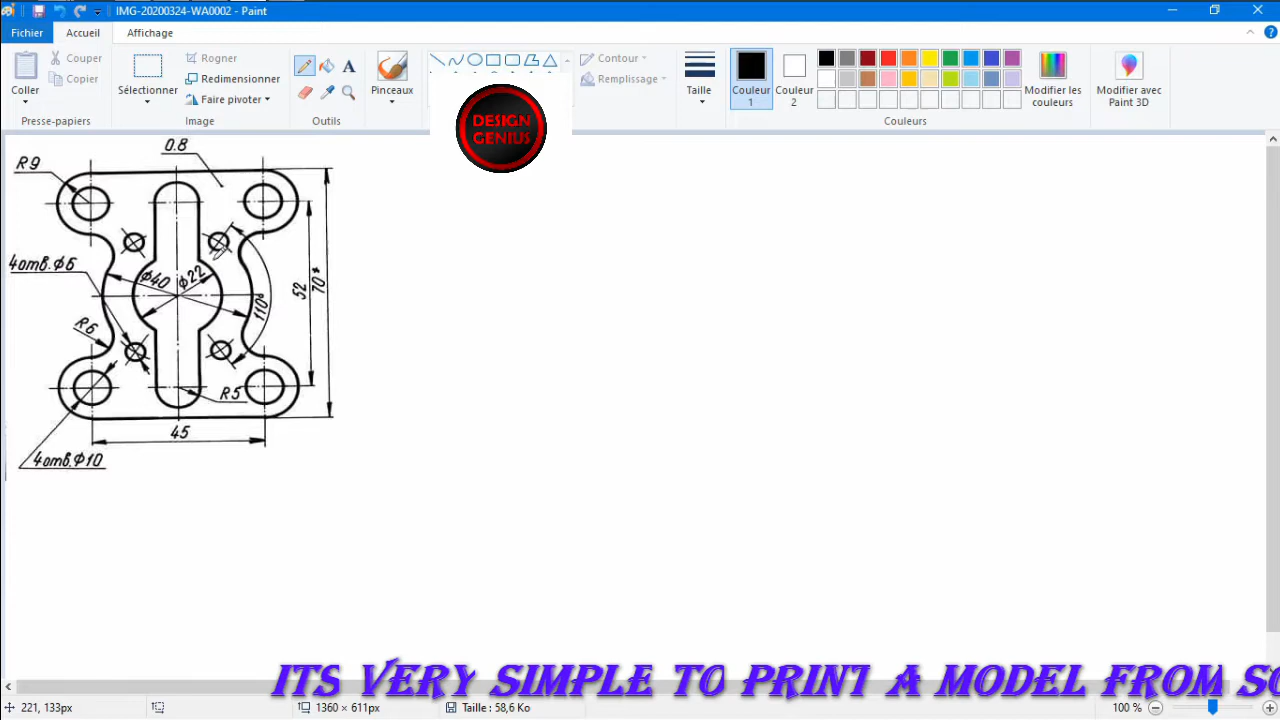 IMG-20200324-WA0002 - Paint
Fichier
Accueil
Affichage
Coller
Couper
Copier
Presse-papiers
Sélectionner
Rogner
Redimensionner
Faire pivoter
Image
A
Outils
Pinceaux
Contour
Remplissage
Taille
Couleur
1
Couleur
2
Modifier les
couleurs
Modifier avec
Paint 3D
Couleurs
DESIGN
GENIUS
0.8
R9
4отв.Ф6
Ф40
Ф22
110°
52
70*
R6
R5
45
4отв.Ф10
ITS VERY SIMPLE TO PRINT A MODEL FROM SO
221, 133px
1360 × 611px
Taille : 58,6 Ko
100 %